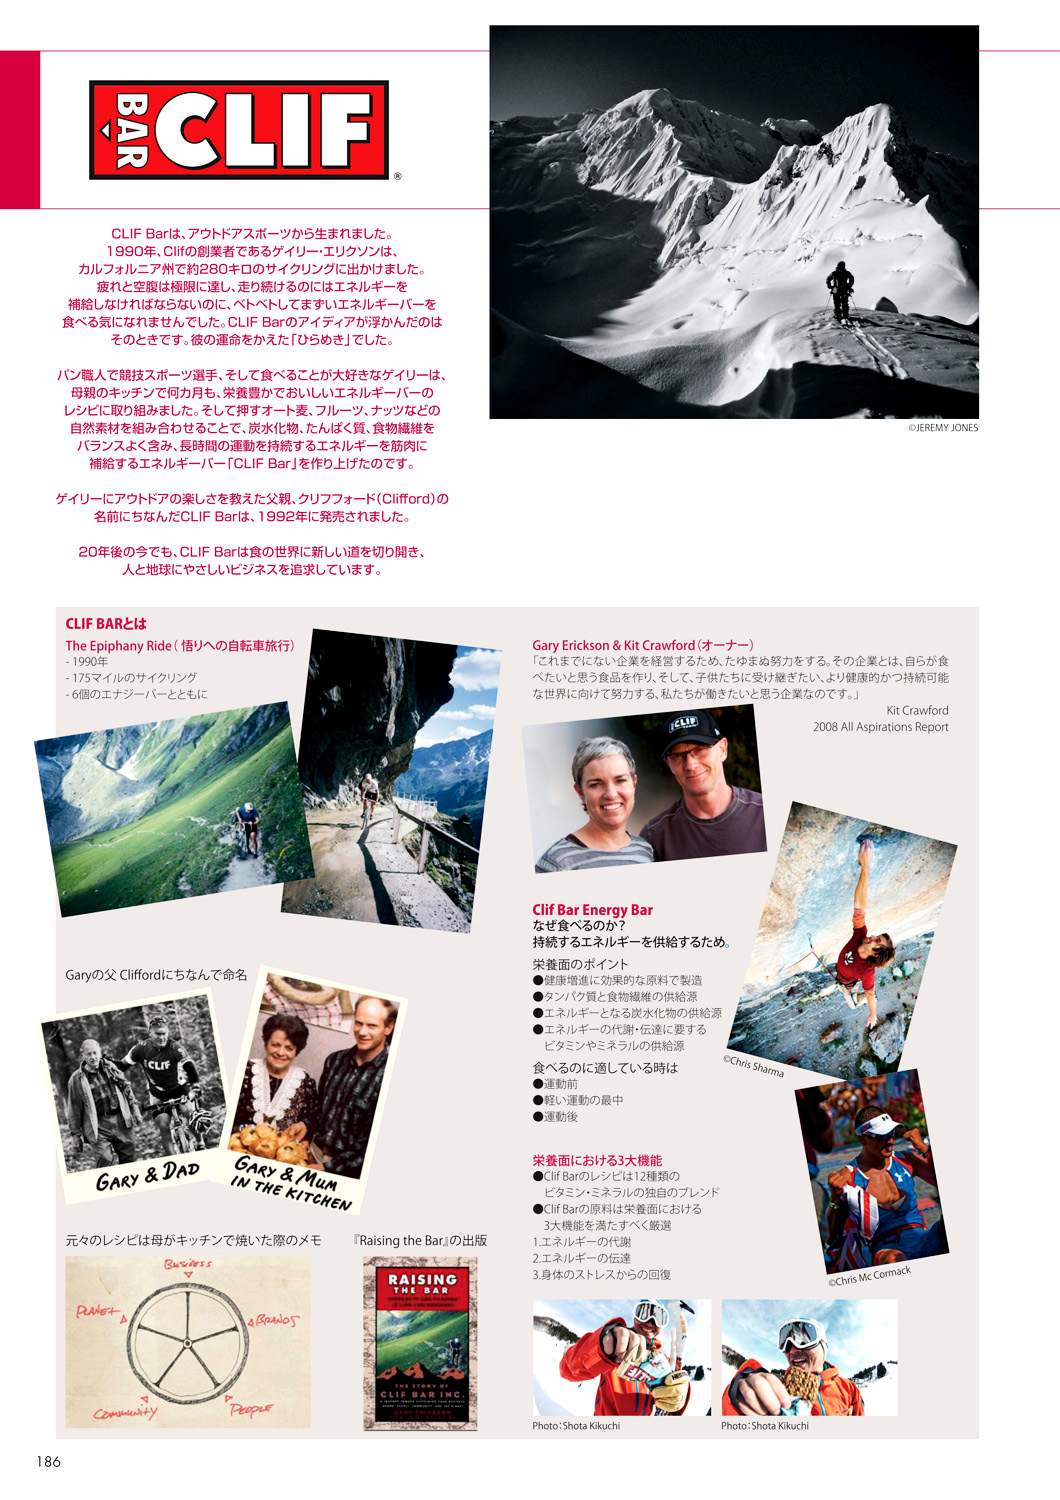 BAR CLIF ®
©JEREMY JONES
CLIF Barは、アウトドアスポーツから生まれました。
1990年、Clifの創業者であるゲイリー・エリクソンは、
カルフォルニア州で約280キロのサイクリングに出かけました。
疲れと空腹は極限に達し、走り続けるのにはエネルギーを
補給しなければならないのに、ベトベトしてまずいエネルギーバーを
食べる気になれませんでした。CLIF Barのアイディアが浮かんだのは
そのときです。彼の運命をかえた「ひらめき」でした。
パン職人で競技スポーツ選手、そして食べることが大好きなゲイリーは、
母親のキッチンで何カ月も、栄養豊かでおいしいエネルギーバーの
レシピに取り組みました。そして押すオート麦、フルーツ、ナッツなどの
自然素材を組み合わせることで、炭水化物、たんぱく質、食物繊維を
バランスよく含み、長時間の運動を持続するエネルギーを筋肉に
補給するエネルギーバー「CLIF Bar」を作り上げたのです。
ゲイリーにアウトドアの楽しさを教えた父親、クリフフォード（Clifford）の
名前にちなんだCLIF Barは、1992年に発売されました。
20年後の今でも、CLIF Barは食の世界に新しい道を切り開き、
人と地球にやさしいビジネスを追求しています。
CLIF BARとは
The Epiphany Ride（ 悟りへの自転車旅行）
- 1990年
- 175マイルのサイクリング
- 6個のエナジーバーとともに
Garyの父 Cliffordにちなんで命名
CLIF
GARY & DAD
GARY & MUM
IN THE KITCHEN
元々のレシピは母がキッチンで焼いた際のメモ
BUSINESS
PLANET
BRANDS
COMMUNITY
PEOPLE
『Raising the Bar』の出版
RAISING
THE BAR
THE STORY OF
CLIF BAR INC.
Gary Erickson & Kit Crawford（オーナー）
「これまでにない企業を経営するため、たゆまぬ努力をする。その企業とは、自らが食
べたいと思う食品を作り、そして、子供たちに受け継ぎたい、より健康的かつ持続可能
な世界に向けて努力する、私たちが働きたいと思う企業なのです。」
Kit Crawford
2008 All Aspirations Report
CLIF
Clif Bar Energy Bar
なぜ食べるのか？
持続するエネルギーを供給するため。
栄養面のポイント
●健康増進に効果的な原料で製造
●タンパク質と食物繊維の供給源
●エネルギーとなる炭水化物の供給源
●エネルギーの代謝・伝達に要する
ビタミンやミネラルの供給源
©Chris Sharma
食べるのに適している時は
●運動前
●軽い運動の最中
●運動後
栄養面における3大機能
●Clif Barのレシピは12種類の
ビタミン・ミネラルの独自のブレンド
●Clif Barの原料は栄養面における
3大機能を満たすべく厳選
1.エネルギーの代謝
2.エネルギーの伝達
3.身体のストレスからの回復
©Chris Mc Cormack
Photo：Shota Kikuchi
Photo：Shota Kikuchi
186